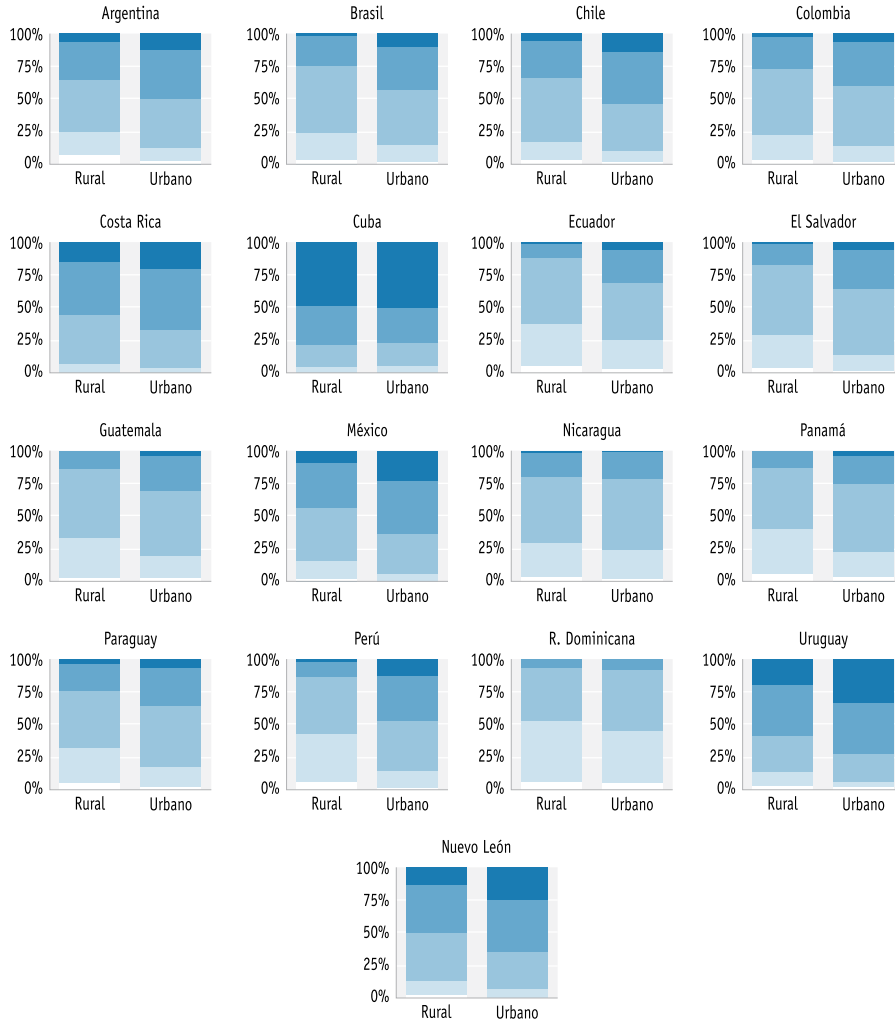 Argentina Brasil Chile Colombia
100% 100% 100% 100%
75% 75% 75% 75%
50% 50% 50% 50%
25% 25% 25% 25%
0% 0% 0% 0%
Rural Urbano Rural Urbano Rural Urbano Rural Urbano
Costa Rica Cuba Ecuador El Salvador
100% 100% 100% 100%
75% 75% 75% 75%
50% 50% 50% 50%
25% 25% 25% 25%
0% 0% 0% 0%
Rural Urbano Rural Urbano Rural Urbano Rural Urbano
Guatemala México Nicaragua Panamá
100% 100% 100% 100%
75% 75% 75% 75%
50% 50% 50% 50%
25% 25% 25% 25%
0% 0% 0% 0%
Rural Urbano Rural Urbano Rural Urbano Rural Urbano
Paraguay Perú R. Dominicana Uruguay
100% 100% 100% 100%
75% 75% 75% 75%
50% 50% 50% 50%
25% 25% 25% 25%
0% 0% 0% 0%
Rural Urbano Rural Urbano Rural Urbano Rural Urbano
Nuevo León
100%
75%
50%
25%
0%
Rural Urbano